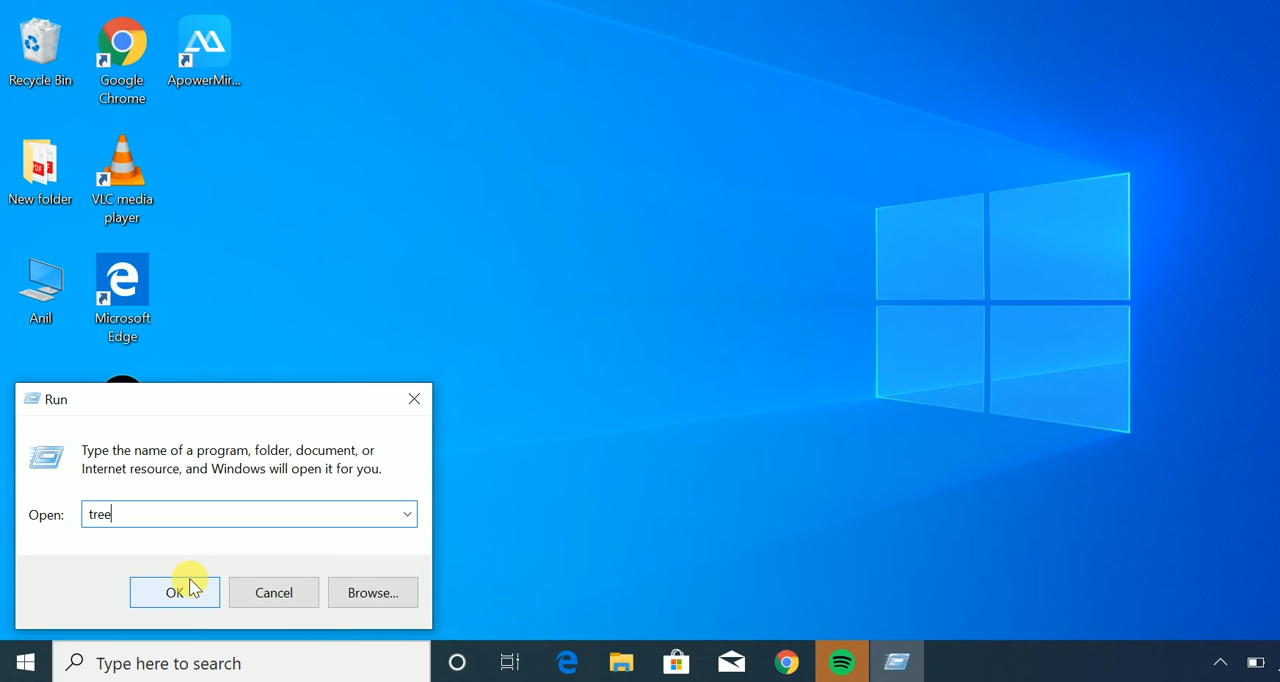 Recycle Bin
Google
Chrome
ApowerMir...
PDF
New folder
VLC media
player
Anil
Microsoft
Edge
Run
Type the name of a program, folder, document, or
Internet resource, and Windows will open it for you.
Open:
tree
OK
Cancel
Browse...
Type here to search